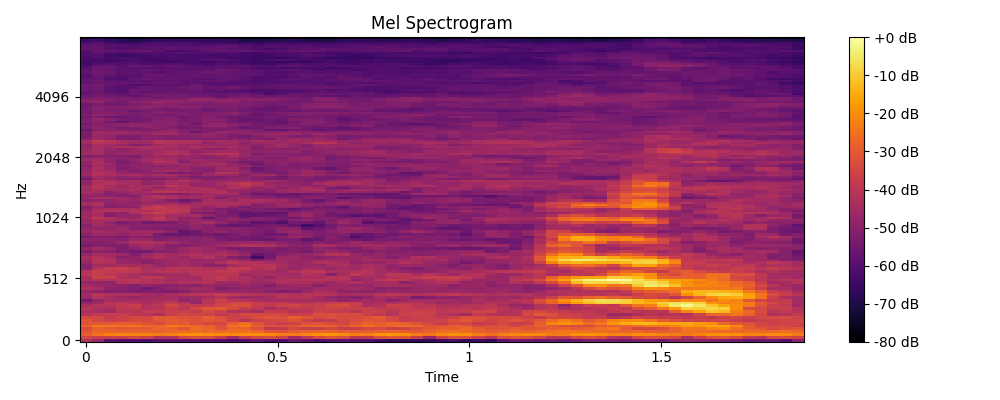 Mel Spectrogram
Hz
4096
2048
1024
512
0
0
0.5
1
1.5
Time
+0 dB
-10 dB
-20 dB
-30 dB
-40 dB
-50 dB
-60 dB
-70 dB
-80 dB